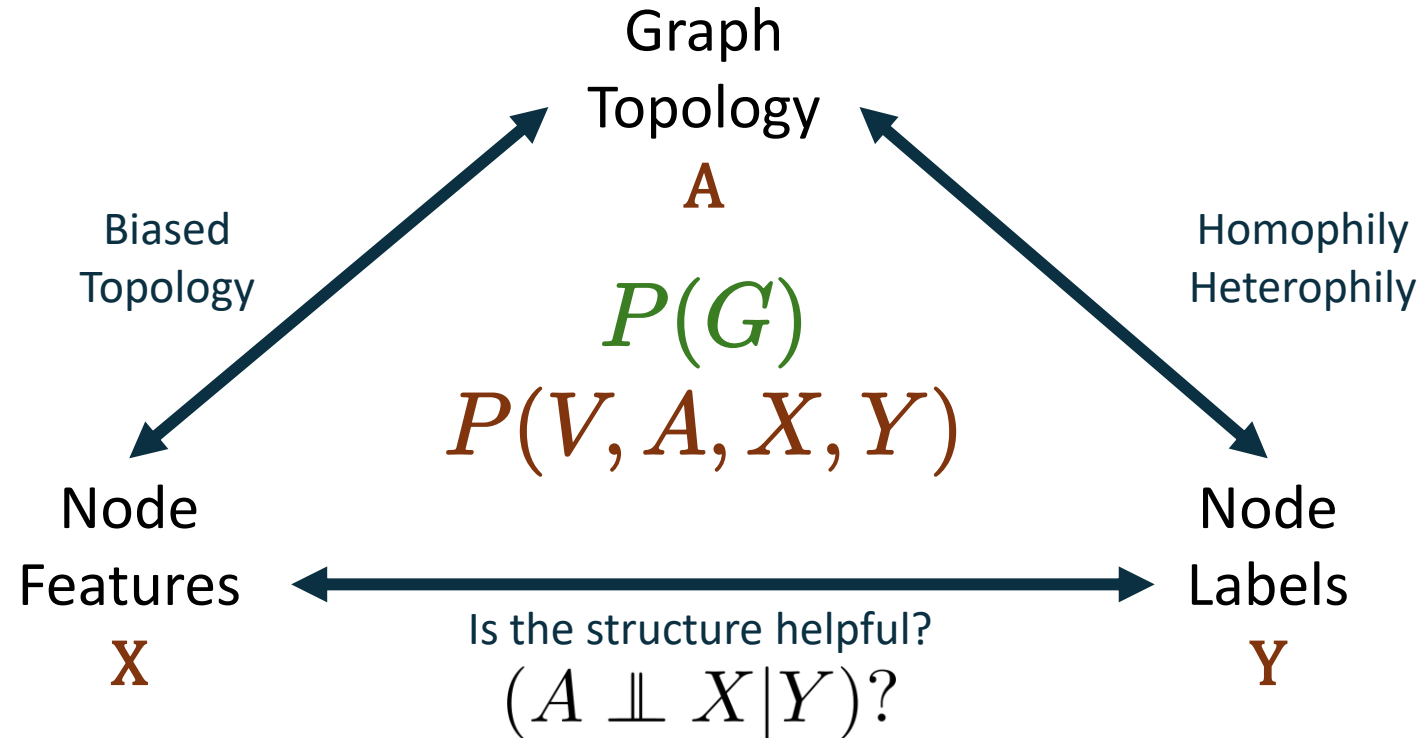 Graph
Topology
A
Biased
Topology
Homophily
Heterophily
P(G)
P(V, A, X, Y)
Node
Features
X
Node
Labels
Y
Is the structure helpful?
(A ⫫ X|Y)?